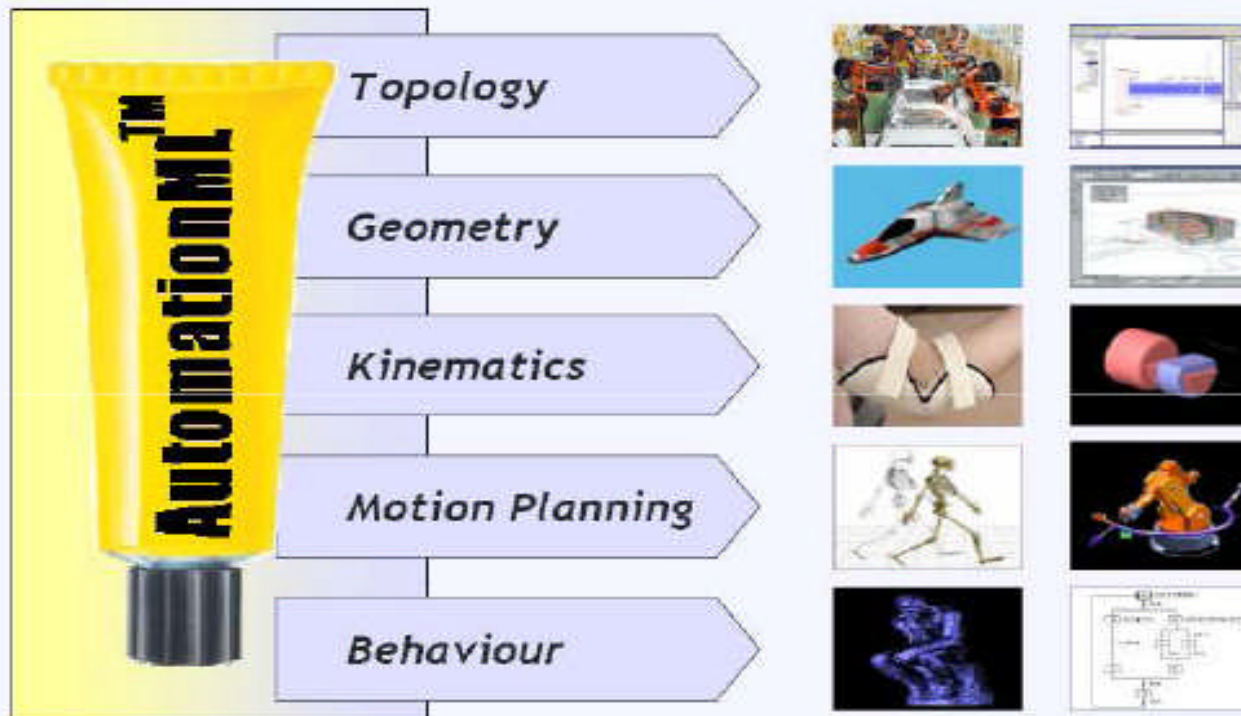 AutomationML™
Topology
Geometry
Kinematics
Motion Planning
Behaviour